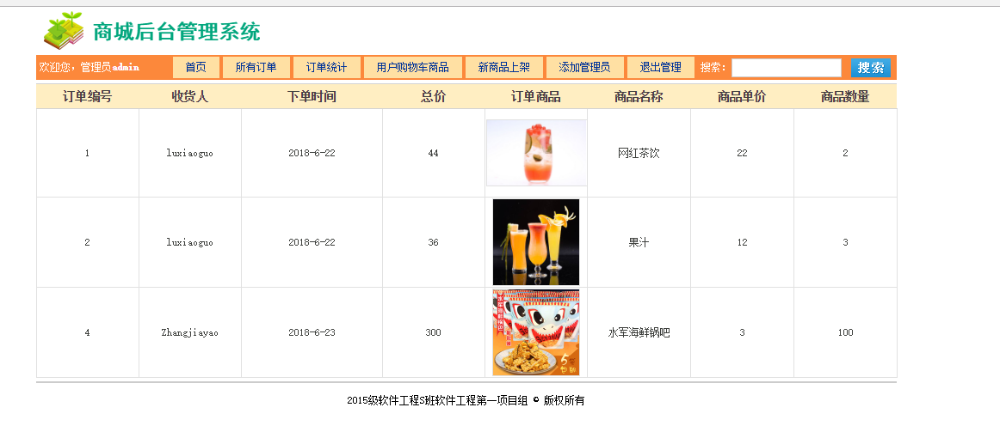 商城后台管理系统
欢迎您，管理员admin 首页 所有订单 订单统计 用户购物车商品 新商品上架 添加管理员 退出管理 搜索： 搜索
订单编号 收货人 下单时间 总价 订单商品 商品名称 商品单价 商品数量
1 luxiaoguo 2018-6-22 44 网红茶饮 22 2
2 luxiaoguo 2018-6-22 36 果汁 12 3
4 Zhangjiayao 2018-6-23 300 水军海鲜锅吧 3 100
2015级软件工程S班软件工程第一项目组 © 版权所有